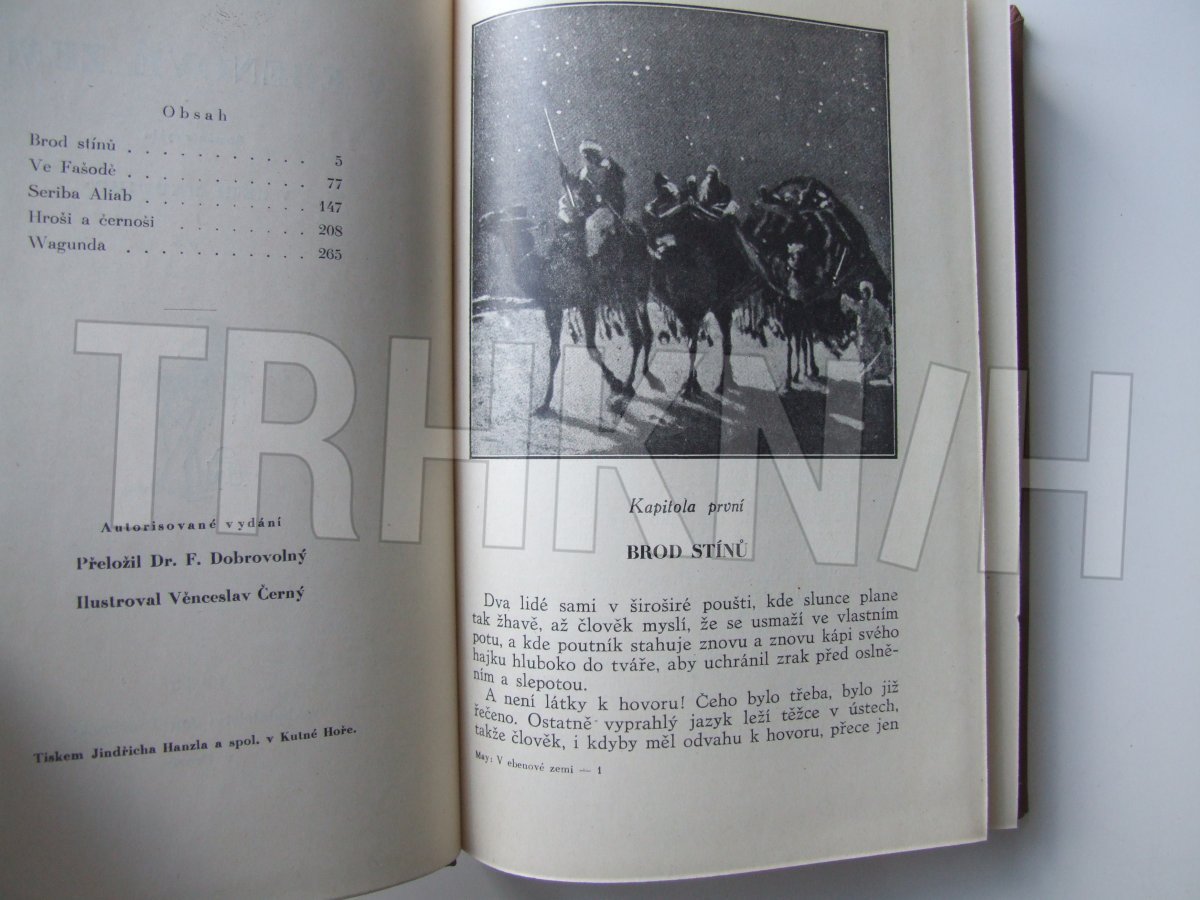 Obsah
Brod stínů . . . . . . . . . . . 5
Ve Fašodě . . . . . . . . . . . 77
Seriba Aliab . . . . . . . . . . 147
Hroši a černoši . . . . . . . . 208
Wagunda . . . . . . . . . . . 265
Autorisované vydání
Přeložil Dr. F. Dobrovolný
Ilustroval Věnceslav Černý
Tiskem Jindřicha Hanzla a spol. v Kutné Hoře.
Kapitola první
BROD STÍNŮ
Dva lidé sami v široširé poušti, kde slunce plane
tak žhavě, až člověk myslí, že se usmaží ve vlastním
potu, a kde poutník stahuje znovu a znovu kápi svého
hajku hluboko do tváře, aby uchránil zrak před oslně-
ním a slepotou.
A není látky k hovoru! Čeho bylo třeba, bylo již
řečeno. Ostatně vyprahlý jazyk leží těžce v ústech,
takže člověk, i kdyby měl odvahu k hovoru, přece jen
May: V ebenové zemi — 1
TRHKNIH